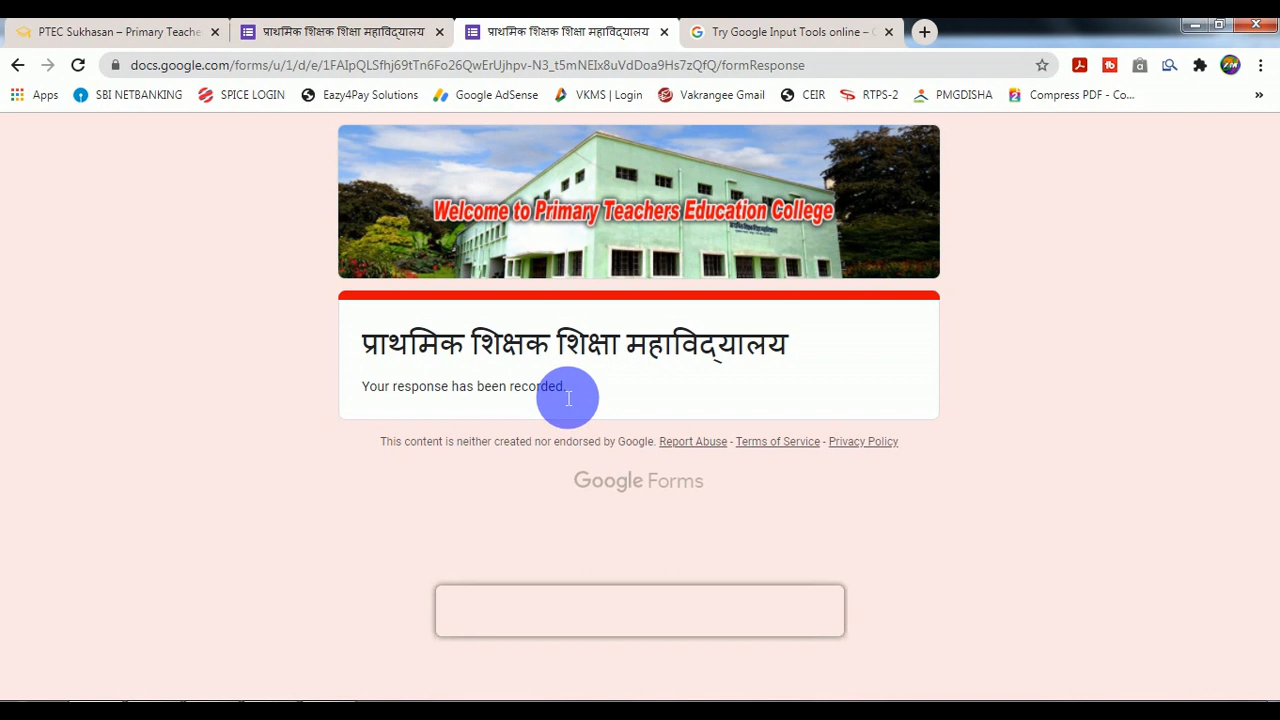 PTEC Sukhasan – Primary Teache
प्राथमिक शिक्षक शिक्षा महाविद्यालय
प्राथमिक शिक्षक शिक्षा महाविद्यालय
Try Google Input Tools online –
docs.google.com/forms/u/1/d/e/1FAIpQLSfhj69tTn6Fo26QwErUjhpv-N3_t5mNEIx8uVdDoa9Hs7zQfQ/formResponse
Apps SBI NETBANKING SPICE LOGIN Eazy4Pay Solutions Google AdSense VKMS | Login Vakrangee Gmail CEIR RTPS-2 PMGDISHA Compress PDF - Co... »
Welcome to Primary Teachers Education College
प्राथमिक शिक्षक शिक्षा महाविद्यालय
Your response has been recorded.
This content is neither created nor endorsed by Google. Report Abuse - Terms of Service - Privacy Policy
Google Forms